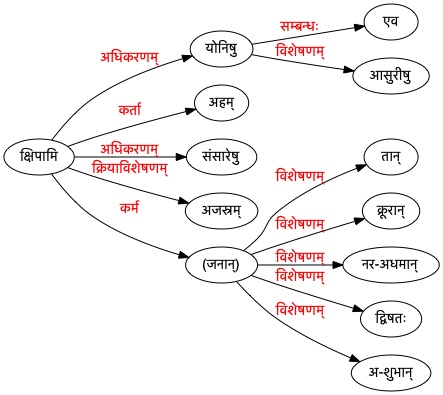 एव
सम्बन्धः
योनिषु
विशेषणम्
आसुरीषु
अधिकरणम्
अहम्
कर्ता
क्षिपामि
अधिकरणम्
संसारेषु
तान्
क्रियाविशेषणम्
विशेषणम्
अजस्रम्
क्रूरान्
कर्म
विशेषणम्
(जनान्)
विशेषणम्
नर-अधमान्
विशेषणम्
द्विषतः
विशेषणम्
अ-शुभान्